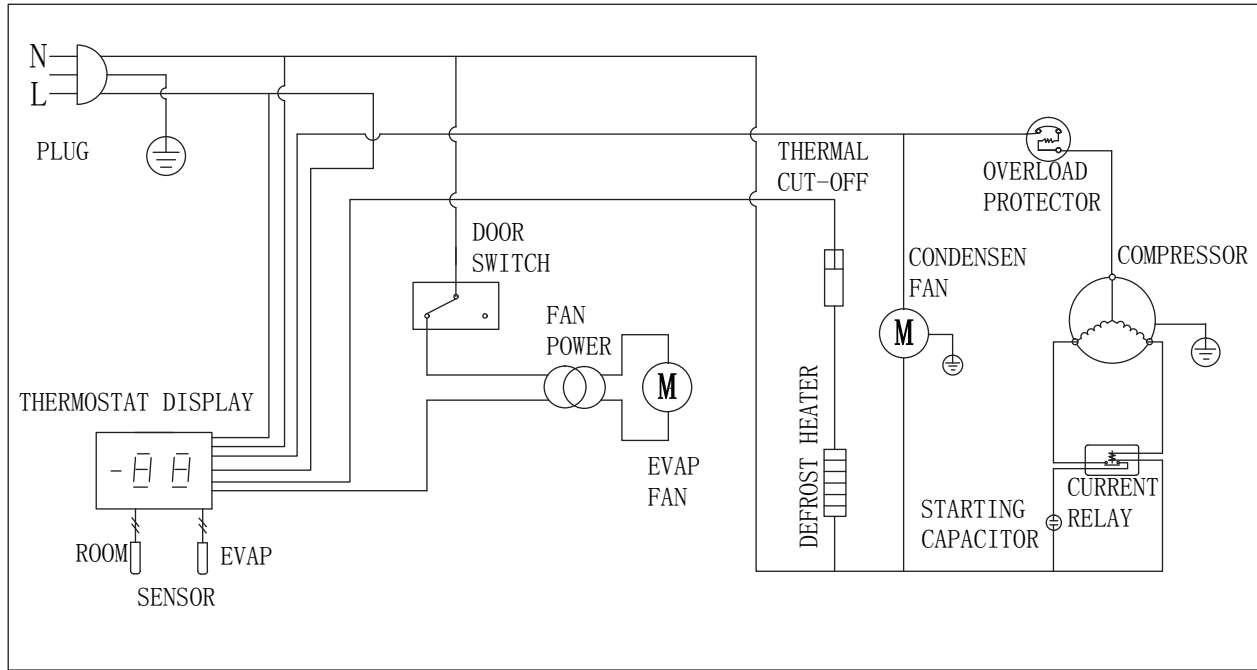 N
L
PLUG
THERMAL
CUT-OFF
OVERLOAD
PROTECTOR
DOOR
SWITCH
CONDENSEN
FAN
COMPRESSOR
FAN
POWER
M
M
THERMOSTAT DISPLAY
-88
EVAP
FAN
DEFROST HEATER
STARTING
CAPACITOR
CURRENT
RELAY
ROOM
EVAP
SENSOR